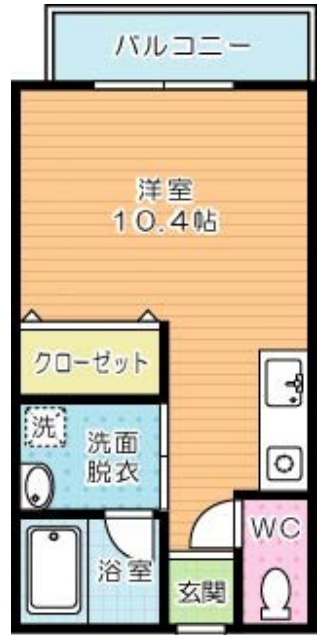 バルコニー
洋室
10.4帖
クローゼット
洗
洗面
脱衣
WC
浴室
玄関